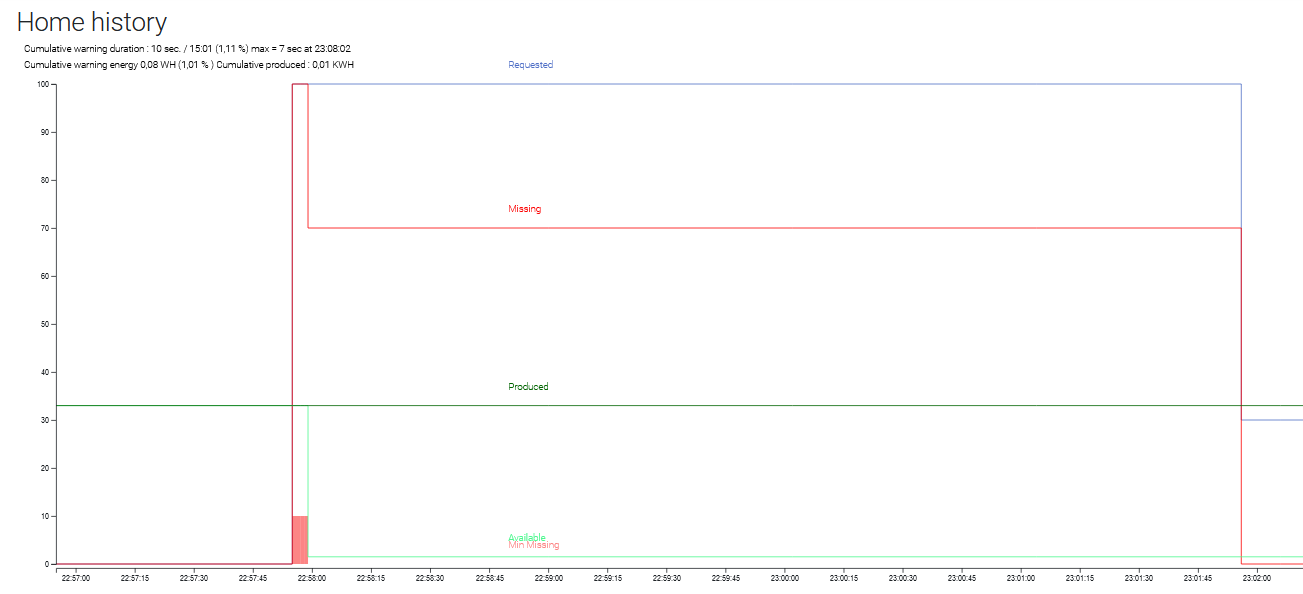 Home history
Cumulative warning duration : 10 sec. / 15:01 (1,11 %) max = 7 sec at 23:08:02
Cumulative warning energy 0,08 WH (1,01 % ) Cumulative produced : 0,01 KWH
Requested
100
90
80
Missing
70
60
50
40
Produced
30
20
10
Available
Min Missing
0
22:57:00 22:57:15 22:57:30 22:57:45 22:58:00 22:58:15 22:58:30 22:58:45 22:59:00 22:59:15 22:59:30 22:59:45 23:00:00 23:00:15 23:00:30 23:00:45 23:01:00 23:01:15 23:01:30 23:01:45 23:02:00